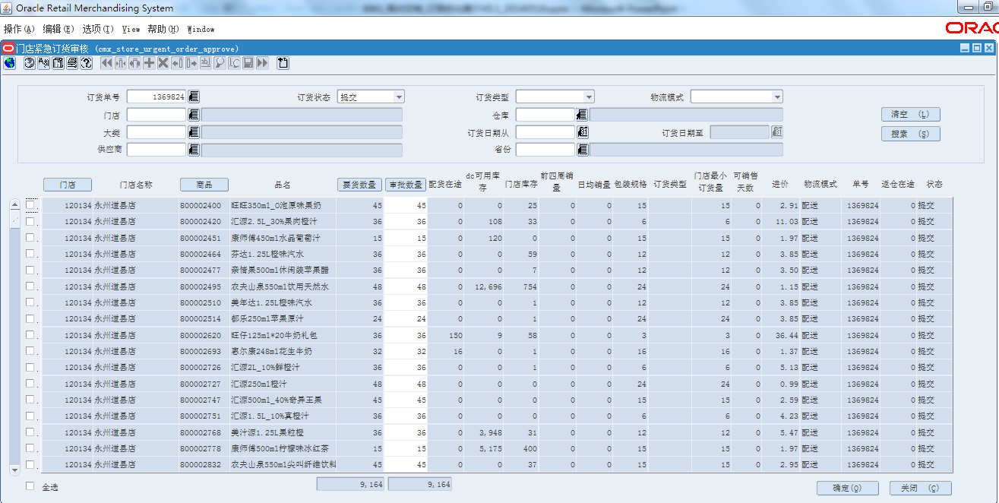 Oracle Retail Merchandising System
操作(A) 编辑(E) 选项(I) View 帮助(H) Window
ORAC
门店紧急订货审核 (cmx_store_urgent_order_approve)
订货单号 1369824 订货状态 提交 订货类型 物流模式
门店 仓库 清空 (L)
大类 订货日期从 31 订货日期至 31 搜索 (S)
供应商 省份
门店 门店名称 商品 品名 要货数量 审批数量 配货在途 dc可用库存 门店库存 前四周销量 日均销量 包装规格 订货类型 门店最小订货量 可销售天数 进价 物流模式 单号 返仓在途 状态
120134 永州道县店 800002400 旺旺350ml_O泡原味果奶 45 45 0 0 25 0 0 15 15 0 2.91 配送 1369824 0 提交
120134 永州道县店 800002420 汇源2.5L_30%果肉橙汁 36 36 0 108 33 0 0 6 6 0 11.03 配送 1369824 0 提交
120134 永州道县店 800002451 康师傅450ml水晶葡萄汁 15 15 0 120 0 0 0 15 15 0 1.97 配送 1369824 0 提交
120134 永州道县店 800002464 芬达1.25L橙味汽水 36 36 0 0 59 0 0 12 12 0 3.85 配送 1369824 0 提交
120134 永州道县店 800002477 亲情果500ml休闲装苹果醋 36 36 0 0 7 0 0 12 12 0 3.50 配送 1369824 0 提交
120134 永州道县店 800002495 农夫山泉550ml饮用天然水 48 48 0 12,696 754 0 0 24 24 0 1.15 配送 1369824 0 提交
120134 永州道县店 800002510 美年达1.25L橙味汽水 36 36 0 0 1 0 0 12 12 0 3.85 配送 1369824 0 提交
120134 永州道县店 800002514 都乐250ml苹果原汁 24 24 0 0 1 0 0 24 24 0 3.85 配送 1369824 0 提交
120134 永州道县店 800002620 旺仔125ml*20牛奶礼包 36 36 150 9 58 0 0 3 3 0 36.44 配送 1369824 0 提交
120134 永州道县店 800002693 惠尔康248ml花生牛奶 32 32 16 0 1 0 0 16 16 0 1.37 配送 1369824 0 提交
120134 永州道县店 800002726 汇源2L_10%鲜橙汁 36 36 0 0 1 0 0 6 6 0 5.13 配送 1369824 0 提交
120134 永州道县店 800002727 汇源250ml橙汁 48 48 0 0 0 0 0 24 24 0 0.99 配送 1369824 0 提交
120134 永州道县店 800002747 汇源500ml_40%奇异王果 45 45 0 0 0 0 0 15 15 0 2.59 配送 1369824 0 提交
120134 永州道县店 800002751 汇源1.5L_10%真橙汁 36 36 0 0 0 0 0 6 6 0 4.23 配送 1369824 0 提交
120134 永州道县店 800002768 美汁源1.25L果粒橙 36 36 0 3,948 31 0 0 12 12 0 5.47 配送 1369824 0 提交
120134 永州道县店 800002778 康师傅500ml柠檬味冰红茶 15 15 0 5,175 400 0 0 15 15 0 1.97 配送 1369824 0 提交
120134 永州道县店 800002832 农夫山泉550ml尖叫纤维饮料 45 45 0 0 37 0 0 15 15 0 2.95 配送 1369824 0 提交
全选 9,164 9,164 确定(O) 关闭 (C)